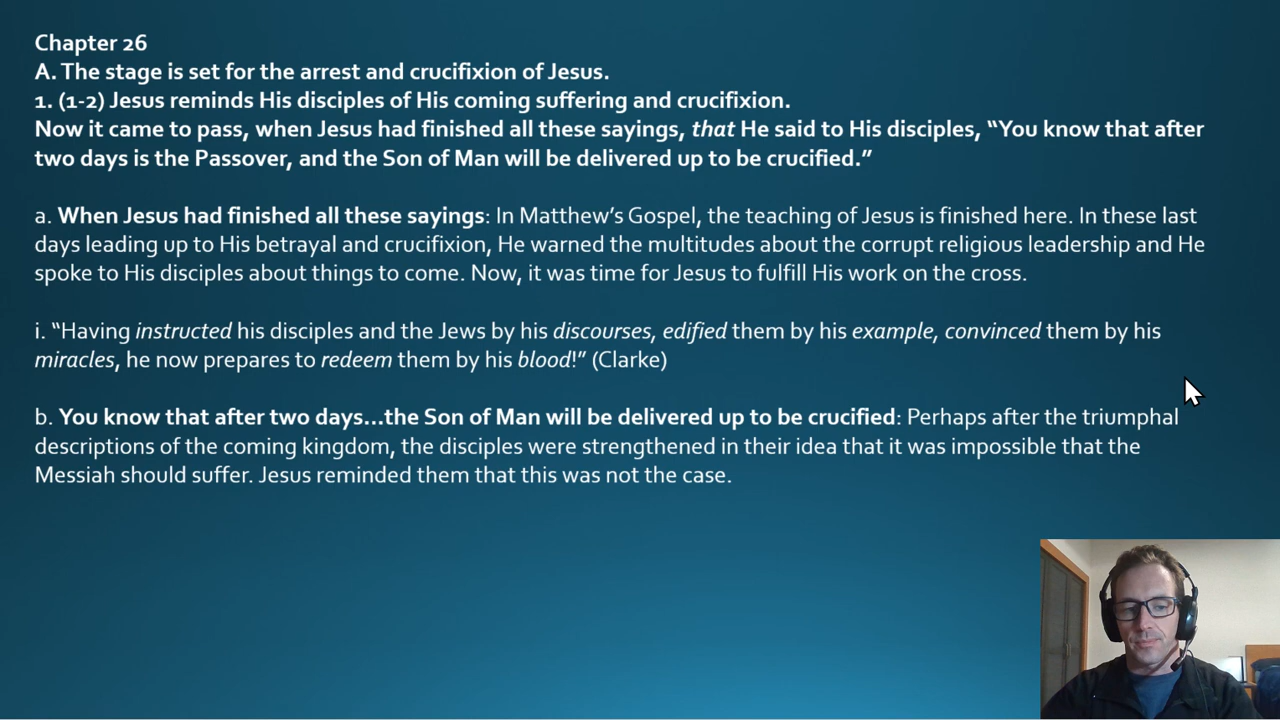 Chapter 26
A. The stage is set for the arrest and crucifixion of Jesus.
1. (1-2) Jesus reminds His disciples of His coming suffering and crucifixion.
Now it came to pass, when Jesus had finished all these sayings, that He said to His disciples, “You know that after
two days is the Passover, and the Son of Man will be delivered up to be crucified.”
a. When Jesus had finished all these sayings: In Matthew’s Gospel, the teaching of Jesus is finished here. In these last
days leading up to His betrayal and crucifixion, He warned the multitudes about the corrupt religious leadership and He
spoke to His disciples about things to come. Now, it was time for Jesus to fulfill His work on the cross.
i. “Having instructed his disciples and the Jews by his discourses, edified them by his example, convinced them by his
miracles, he now prepares to redeem them by his blood!” (Clarke)
b. You know that after two days…the Son of Man will be delivered up to be crucified: Perhaps after the triumphal
descriptions of the coming kingdom, the disciples were strengthened in their idea that it was impossible that the
Messiah should suffer. Jesus reminded them that this was not the case.